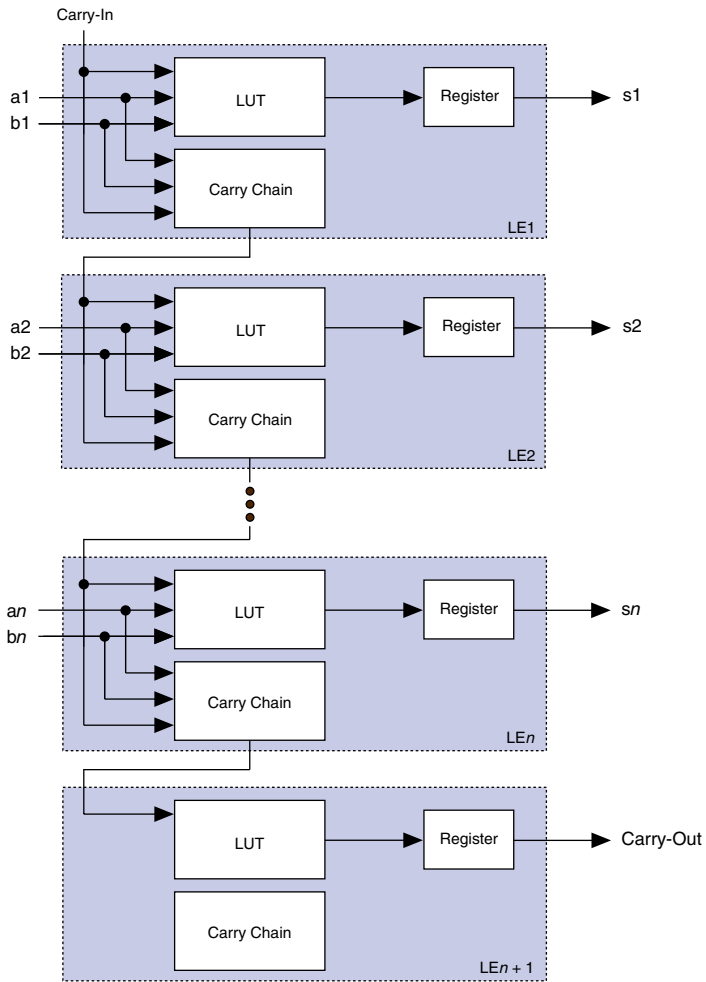 Carry-In
a1
b1
LUT
Register
s1
Carry Chain
LE1
a2
b2
LUT
Register
s2
Carry Chain
LE2
an
bn
LUT
Register
sn
Carry Chain
LEn
LUT
Register
Carry-Out
Carry Chain
LEn + 1